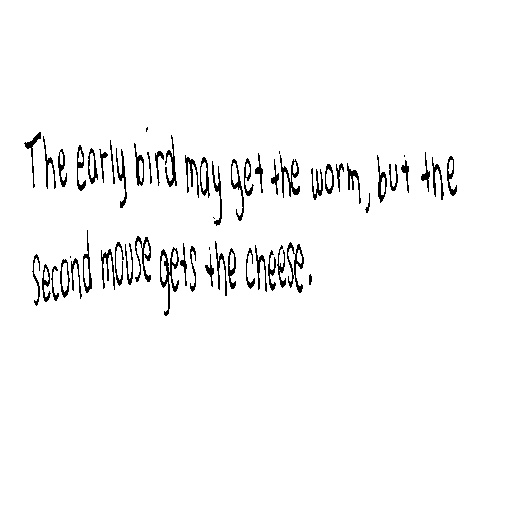 The early bird may get the worm, but the
second mouse gets the cheese.